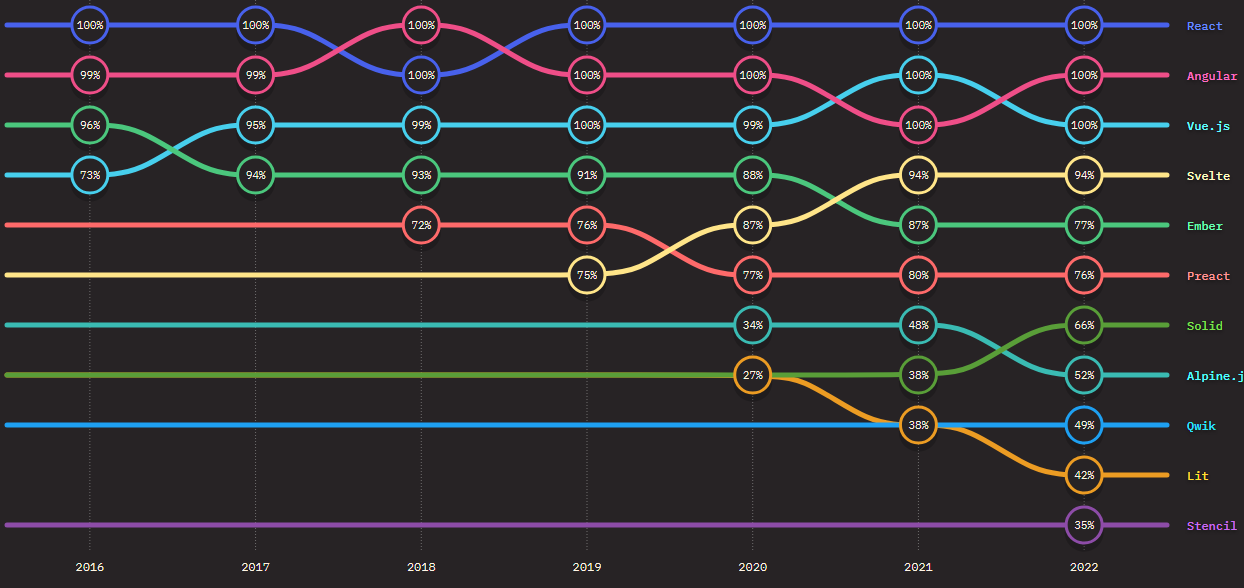 100% 100% 100% 100% 100% 100% 100% React
99% 99% 100% 100% 100% 100% 100% Angular
96% 95% 99% 100% 99% 100% 100% Vue.js
73% 94% 93% 91% 88% 94% 94% Svelte
72% 76% 87% 87% 77% Ember
75% 77% 80% 76% Preact
34% 48% 66% Solid
27% 38% 52% Alpine.j
38% 49% Qwik
42% Lit
35% Stencil
2016 2017 2018 2019 2020 2021 2022